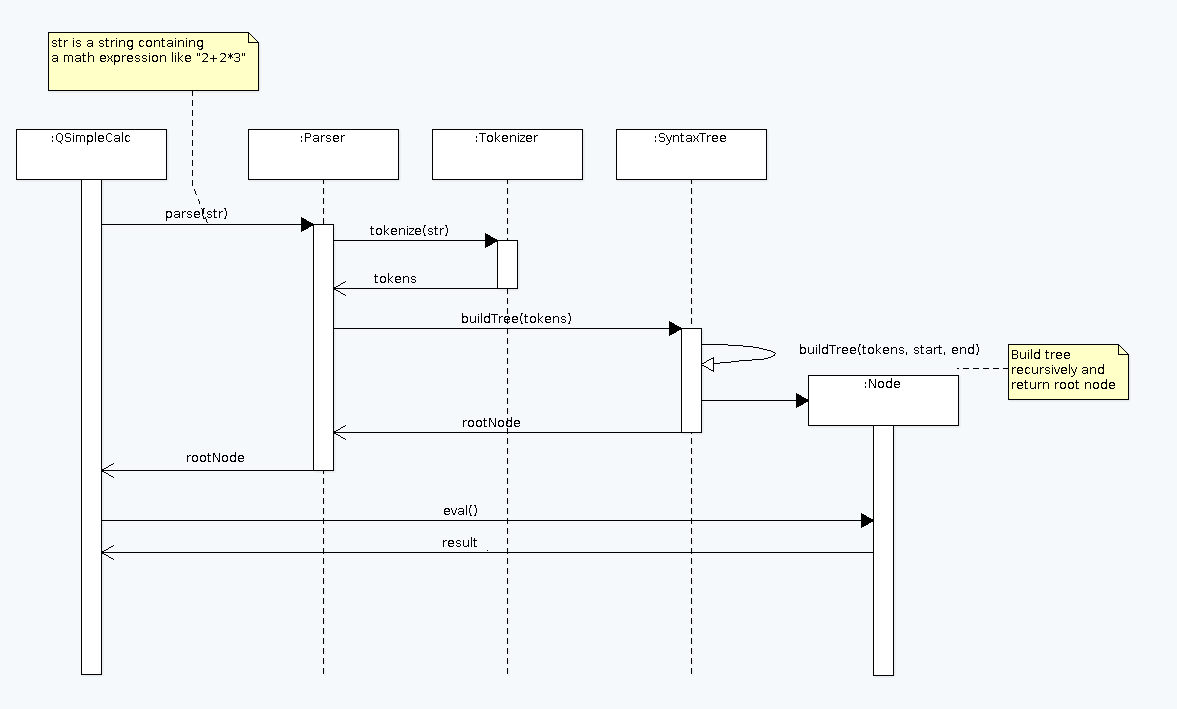 str is a string containing
a math expression like "2+2*3"
:QSimpleCalc
:Parser
:Tokenizer
:SyntaxTree
parse(str)
tokenize(str)
tokens
buildTree(tokens)
buildTree(tokens, start, end)
Build tree
recursively and
return root node
:Node
rootNode
rootNode
eval()
result